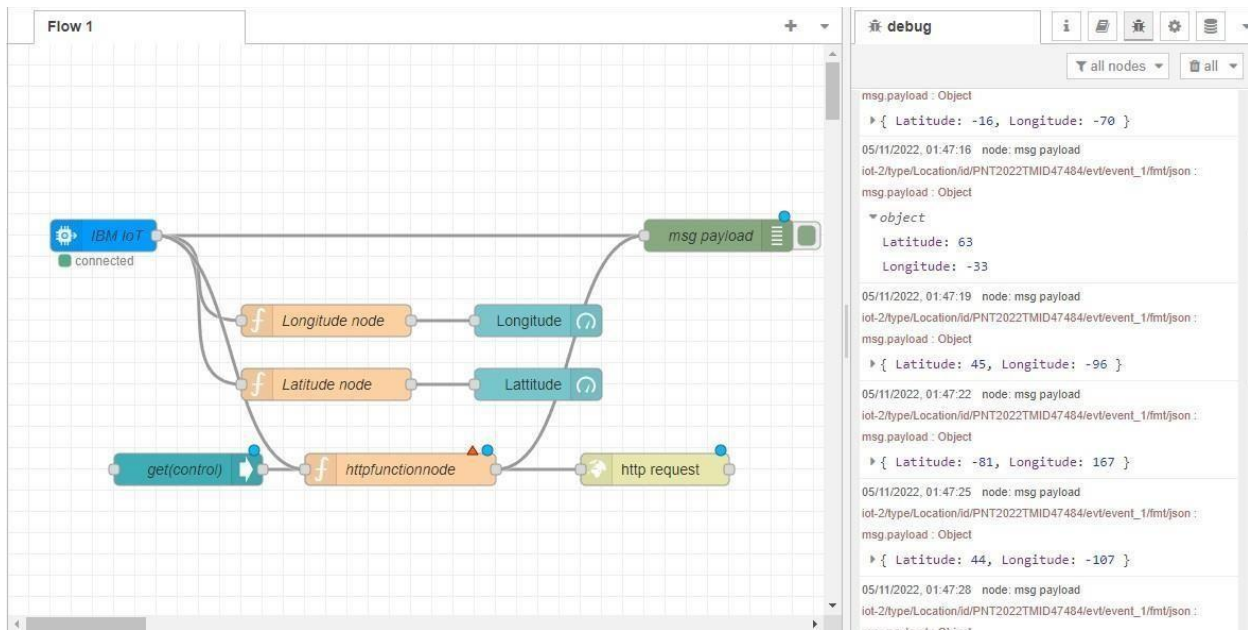 Flow 1
IBM IoT
connected
msg payload
Longitude node
Longitude
Latitude node
Lattitude
get(control)
httpfunctionnode
http request
debug
i
all nodes
all
msg.payload : Object
{ Latitude: -16, Longitude: -70 }
05/11/2022, 01:47:16 node: msg payload
iot-2/type/Location/id/PNT2022TMID47484/evt/event_1/fmt/json :
msg.payload : Object
object
Latitude: 63
Longitude: -33
05/11/2022, 01:47:19 node: msg payload
iot-2/type/Location/id/PNT2022TMID47484/evt/event_1/fmt/json :
msg.payload : Object
{ Latitude: 45, Longitude: -96 }
05/11/2022, 01:47:22 node: msg payload
iot-2/type/Location/id/PNT2022TMID47484/evt/event_1/fmt/json :
msg.payload : Object
{ Latitude: -81, Longitude: 167 }
05/11/2022, 01:47:25 node: msg payload
iot-2/type/Location/id/PNT2022TMID47484/evt/event_1/fmt/json :
msg.payload : Object
{ Latitude: 44, Longitude: -107 }
05/11/2022, 01:47:28 node: msg payload
iot-2/type/Location/id/PNT2022TMID47484/evt/event_1/fmt/json :